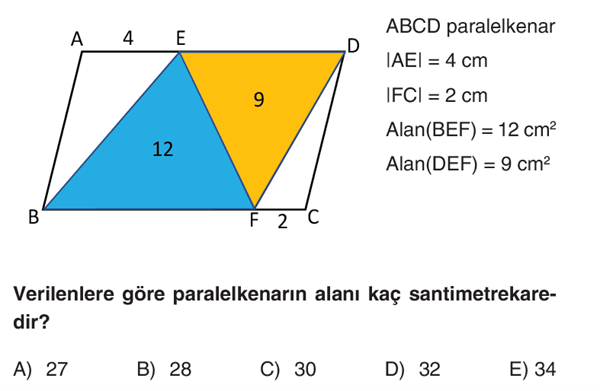 A 4 E D
9
12
B F 2 C
ABCD paralelkenar
|AE| = 4 cm
|FC| = 2 cm
Alan(BEF) = 12 cm²
Alan(DEF) = 9 cm²
Verilenlere göre paralelkenarın alanı kaç santimetrekare-
dir?
A) 27 B) 28 C) 30 D) 32 E) 34